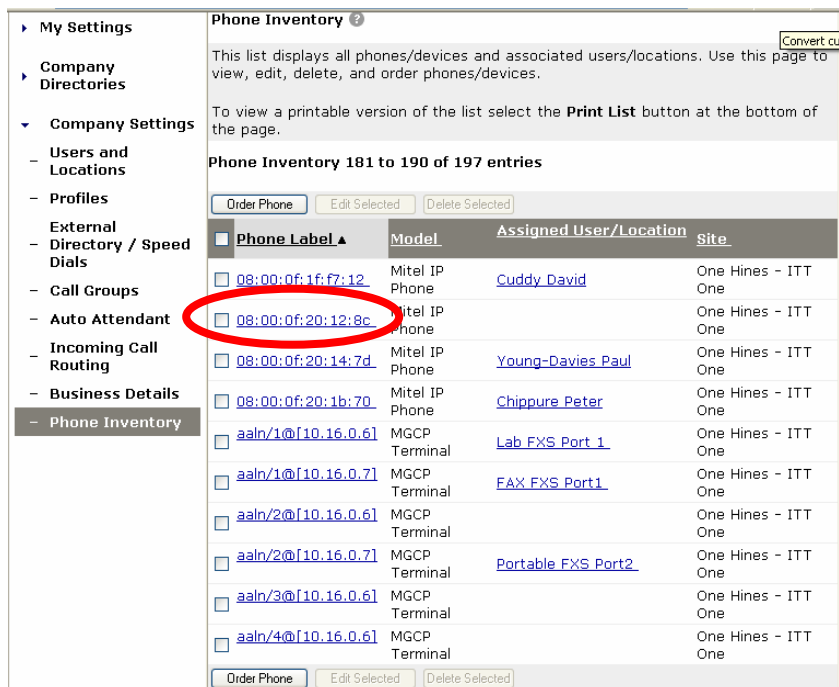 My Settings
Company
Directories
Company Settings
Users and
Locations
Profiles
External
Directory / Speed
Dials
Call Groups
Auto Attendant
Incoming Call
Routing
Business Details
Phone Inventory
Phone Inventory ?
Convert cu
This list displays all phones/devices and associated users/locations. Use this page to
view, edit, delete, and order phones/devices.
To view a printable version of the list select the Print List button at the bottom of
the page.
Phone Inventory 181 to 190 of 197 entries
Order Phone Edit Selected Delete Selected
Phone Label ▲ Model Assigned User/Location Site
08:00:0f:1f:f7:12 Mitel IP Phone Cuddy David One Hines - ITT One
08:00:0f:20:12:8c Mitel IP Phone One Hines - ITT One
08:00:0f:20:14:7d Mitel IP Phone Young-Davies Paul One Hines - ITT One
08:00:0f:20:1b:70 Mitel IP Phone Chippure Peter One Hines - ITT One
aaln/1@[10.16.0.6] MGCP Terminal Lab FXS Port 1 One Hines - ITT One
aaln/1@[10.16.0.7] MGCP Terminal FAX FXS Port1 One Hines - ITT One
aaln/2@[10.16.0.6] MGCP Terminal One Hines - ITT One
aaln/2@[10.16.0.7] MGCP Terminal Portable FXS Port2 One Hines - ITT One
aaln/3@[10.16.0.6] MGCP Terminal One Hines - ITT One
aaln/4@[10.16.0.6] MGCP Terminal One Hines - ITT One
Order Phone Edit Selected Delete Selected